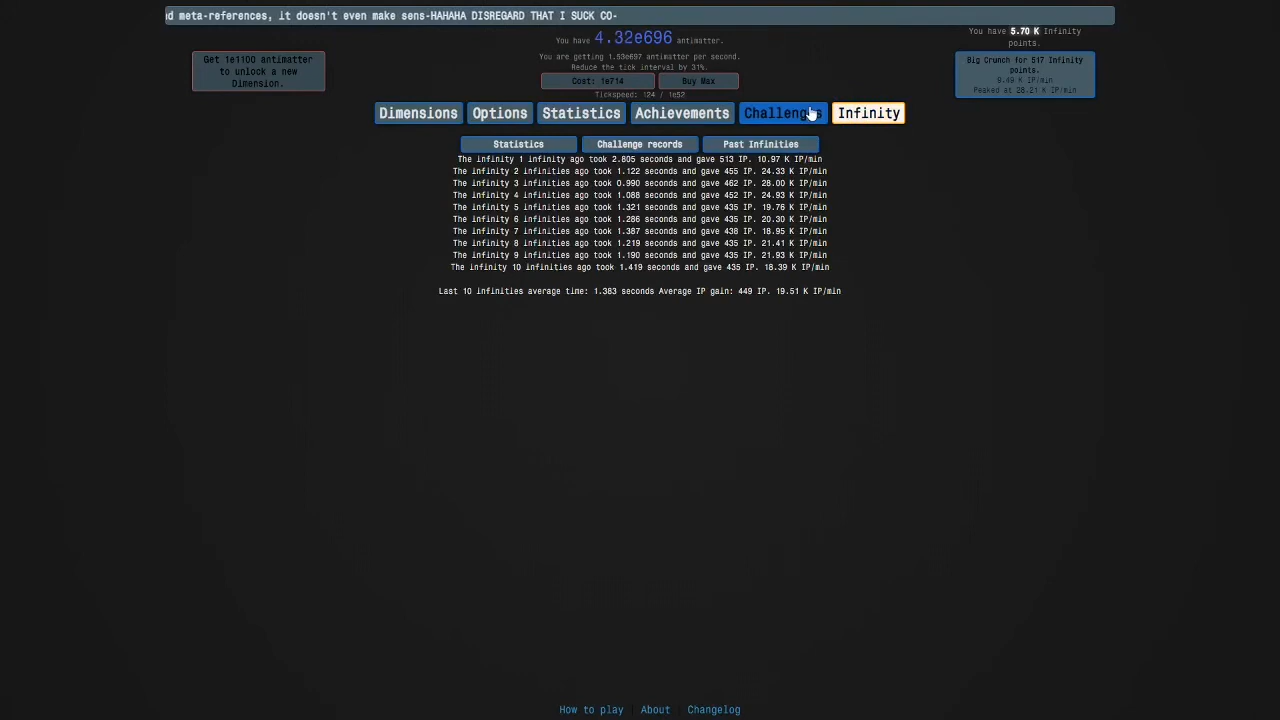 d meta-references, it doesn't even make sens-HAHAHA DISREGARD THAT I SUCK CO-
You have 4.32e696 antimatter.
You are getting 1.53e697 antimatter per second.
Reduce the tick interval by 31%.
Cost: 1e714
Buy Max
Tickspeed: 124 / 1e52
Get 1e1100 antimatter
to unlock a new
Dimension.
You have 5.70 K Infinity
points.
Big Crunch for 517 Infinity
points.
9.49 K IP/min
Peaked at 28.21 K IP/min
Dimensions
Options
Statistics
Achievements
Challenges
Infinity
Statistics
Challenge records
Past Infinities
The infinity 1 infinity ago took 2.805 seconds and gave 513 IP. 10.97 K IP/min
The infinity 2 infinities ago took 1.122 seconds and gave 455 IP. 24.33 K IP/min
The infinity 3 infinities ago took 0.990 seconds and gave 462 IP. 28.00 K IP/min
The infinity 4 infinities ago took 1.088 seconds and gave 452 IP. 24.93 K IP/min
The infinity 5 infinities ago took 1.321 seconds and gave 435 IP. 19.76 K IP/min
The infinity 6 infinities ago took 1.286 seconds and gave 435 IP. 20.30 K IP/min
The infinity 7 infinities ago took 1.387 seconds and gave 438 IP. 18.95 K IP/min
The infinity 8 infinities ago took 1.219 seconds and gave 435 IP. 21.41 K IP/min
The infinity 9 infinities ago took 1.190 seconds and gave 435 IP. 21.93 K IP/min
The infinity 10 infinities ago took 1.419 seconds and gave 435 IP. 18.39 K IP/min
Last 10 infinities average time: 1.383 seconds Average IP gain: 449 IP. 19.51 K IP/min
How to play | About | Changelog